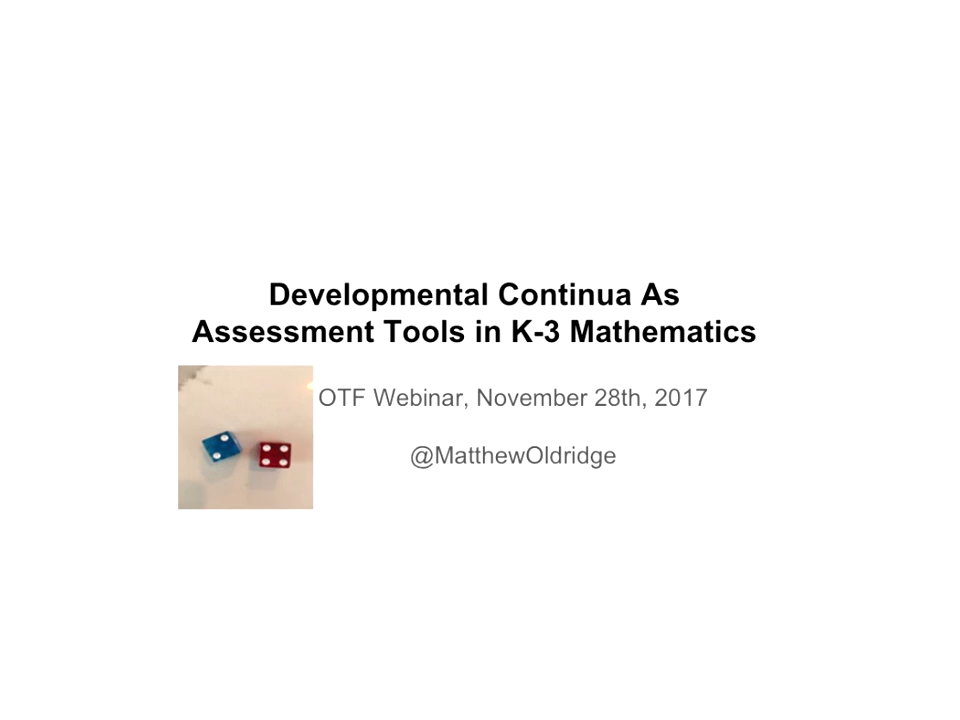 Developmental Continua As
Assessment Tools in K-3 Mathematics
OTF Webinar, November 28th, 2017
@MatthewOldridge